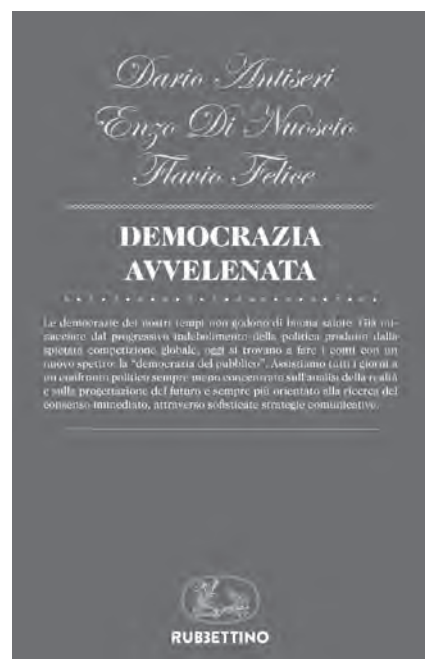 Dario Antiseri
Enzo Di Nuoscio
Flavio Felice
DEMOCRAZIA
AVVELENATA
Le democrazie dei nostri tempi non godono di buona salute. Già mi-
nacciate dal progressivo indebolimento della politica prodotto dalla
spietata competizione globale, oggi si trovano a fare i conti con un
nuovo spettro: la “democrazia del pubblico”. Assistiamo tutti i giorni a
un confronto politico sempre meno concentrato sull'analisi della realtà
e sulla progettazione del futuro e sempre più orientato alla ricerca del
consenso immediato, attraverso sofisticate strategie comunicative.
RUBBETTINO